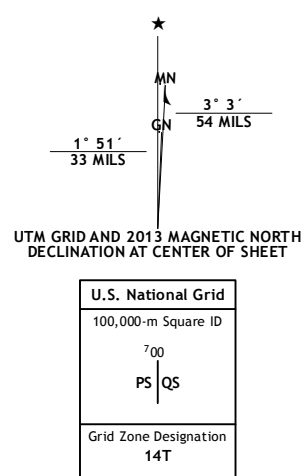 ★
MN
3° 3´
54 MILS
GN
1° 51´
33 MILS
UTM GRID AND 2013 MAGNETIC NORTH
DECLINATION AT CENTER OF SHEET
U.S. National Grid
100,000-m Square ID
⁷00
PS QS
Grid Zone Designation
14T